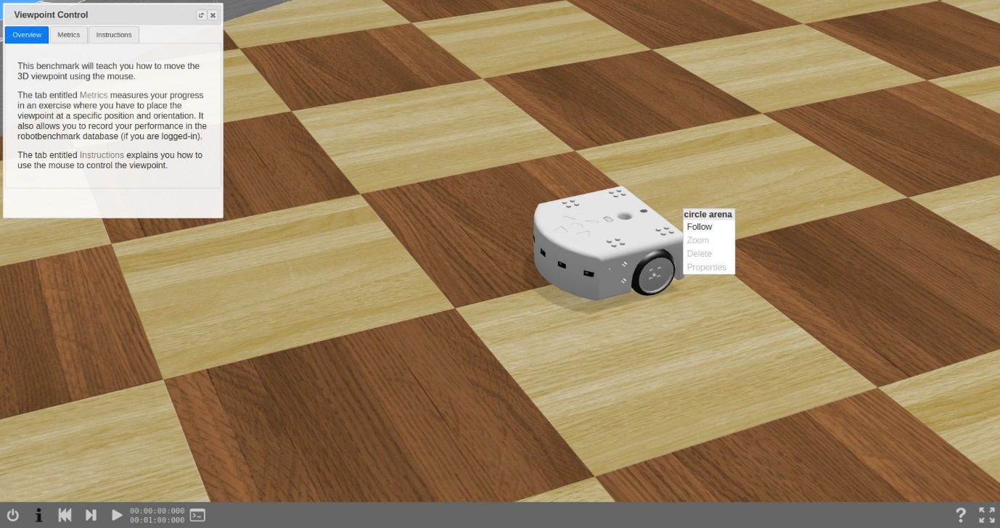 Viewpoint Control
Overview
Metrics
Instructions
This benchmark will teach you how to move the
3D viewpoint using the mouse.
The tab entitled Metrics measures your progress
in an exercise where you have to place the
viewpoint at a specific position and orientation. It
also allows you to record your performance in the
robotbenchmark database (if you are logged-in).
The tab entitled Instructions explains you how to
use the mouse to control the viewpoint.
circle arena
Follow
Zoom
Delete
Properties
00:00:00:000
00:01:00:000